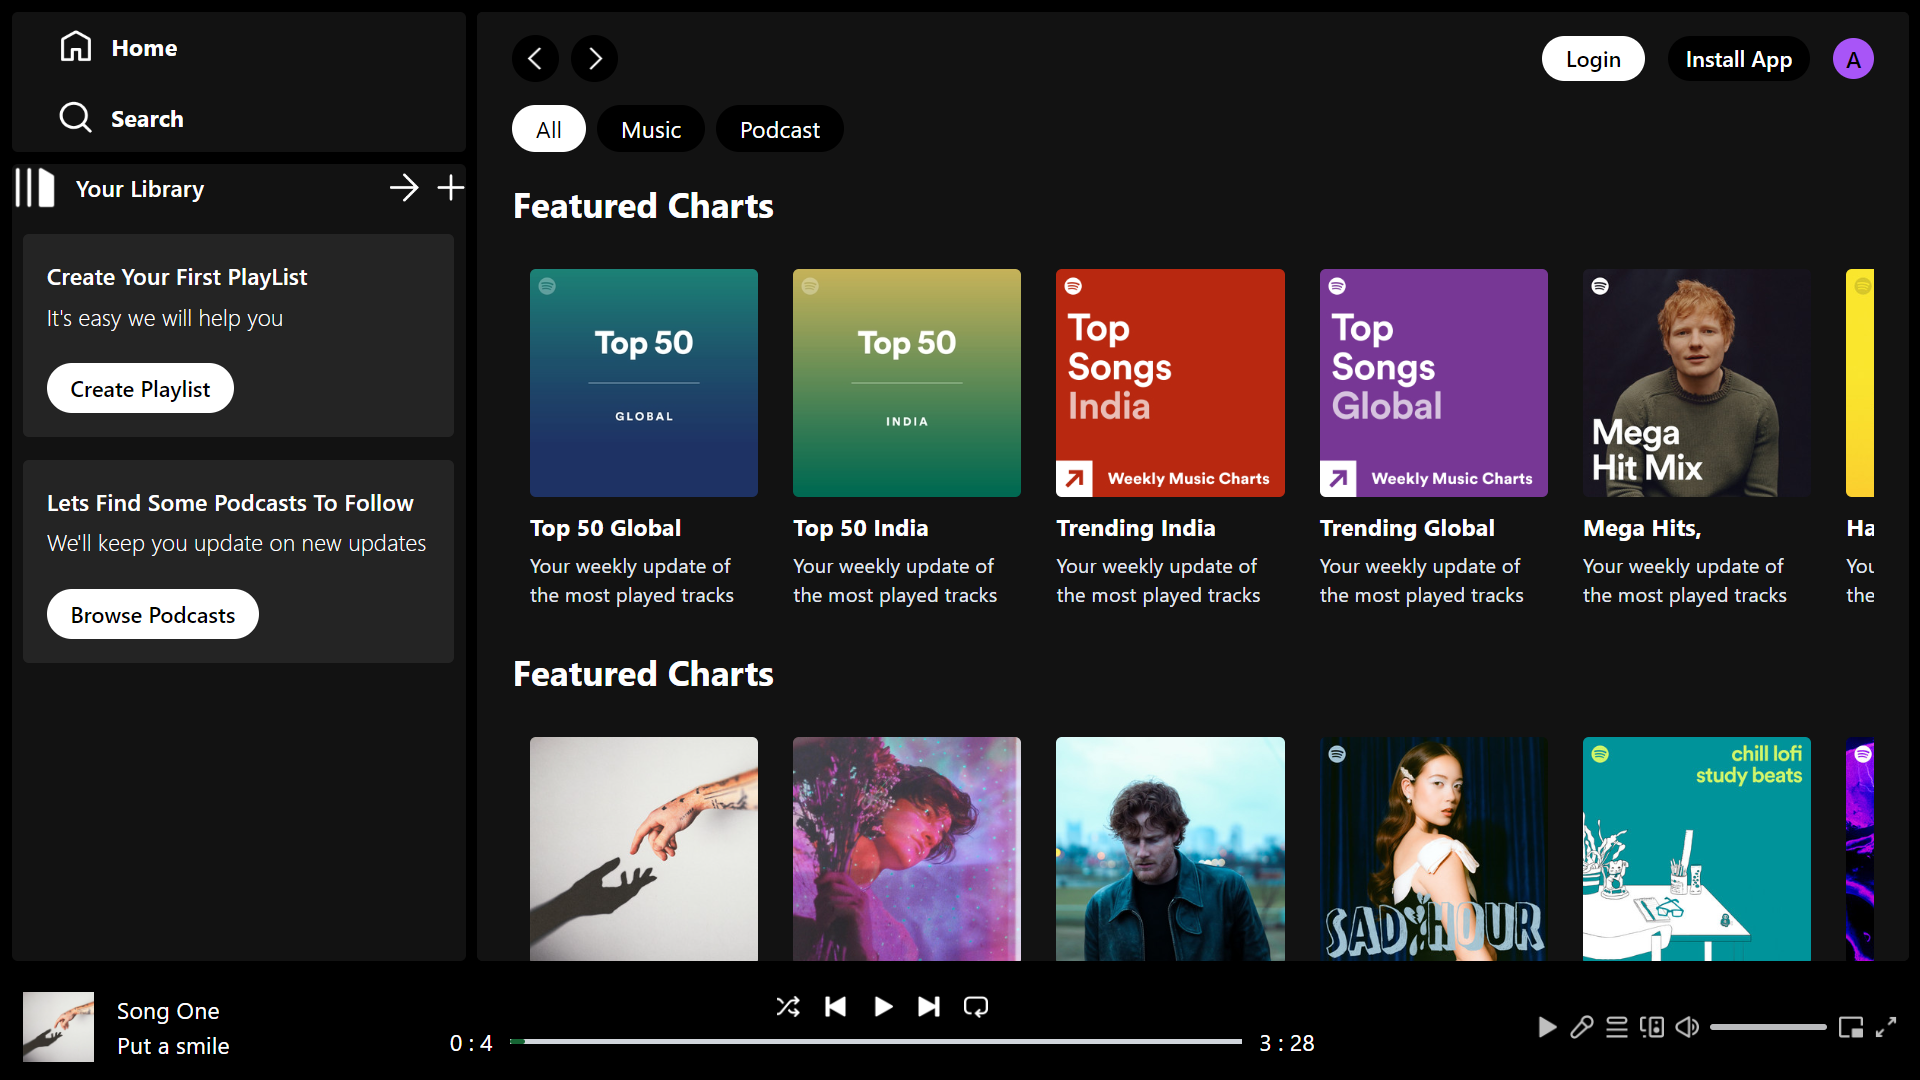 Home
Search
Your Library
Create Your First PlayList
It's easy we will help you
Create Playlist
Lets Find Some Podcasts To Follow
We'll keep you update on new updates
Browse Podcasts
Login
Install App
A
All
Music
Podcast
Featured Charts
Top 50
GLOBAL
Top 50
INDIA
Top
Songs
India
Weekly Music Charts
Top
Songs
Global
Weekly Music Charts
Mega
Hit Mix
Top 50 Global
Your weekly update of
the most played tracks
Top 50 India
Your weekly update of
the most played tracks
Trending India
Your weekly update of
the most played tracks
Trending Global
Your weekly update of
the most played tracks
Mega Hits,
Your weekly update of
the most played tracks
Ha
You
the
Featured Charts
SAD HOUR
chill lofi
study beats
Song One
Put a smile
0 : 4
3 : 28